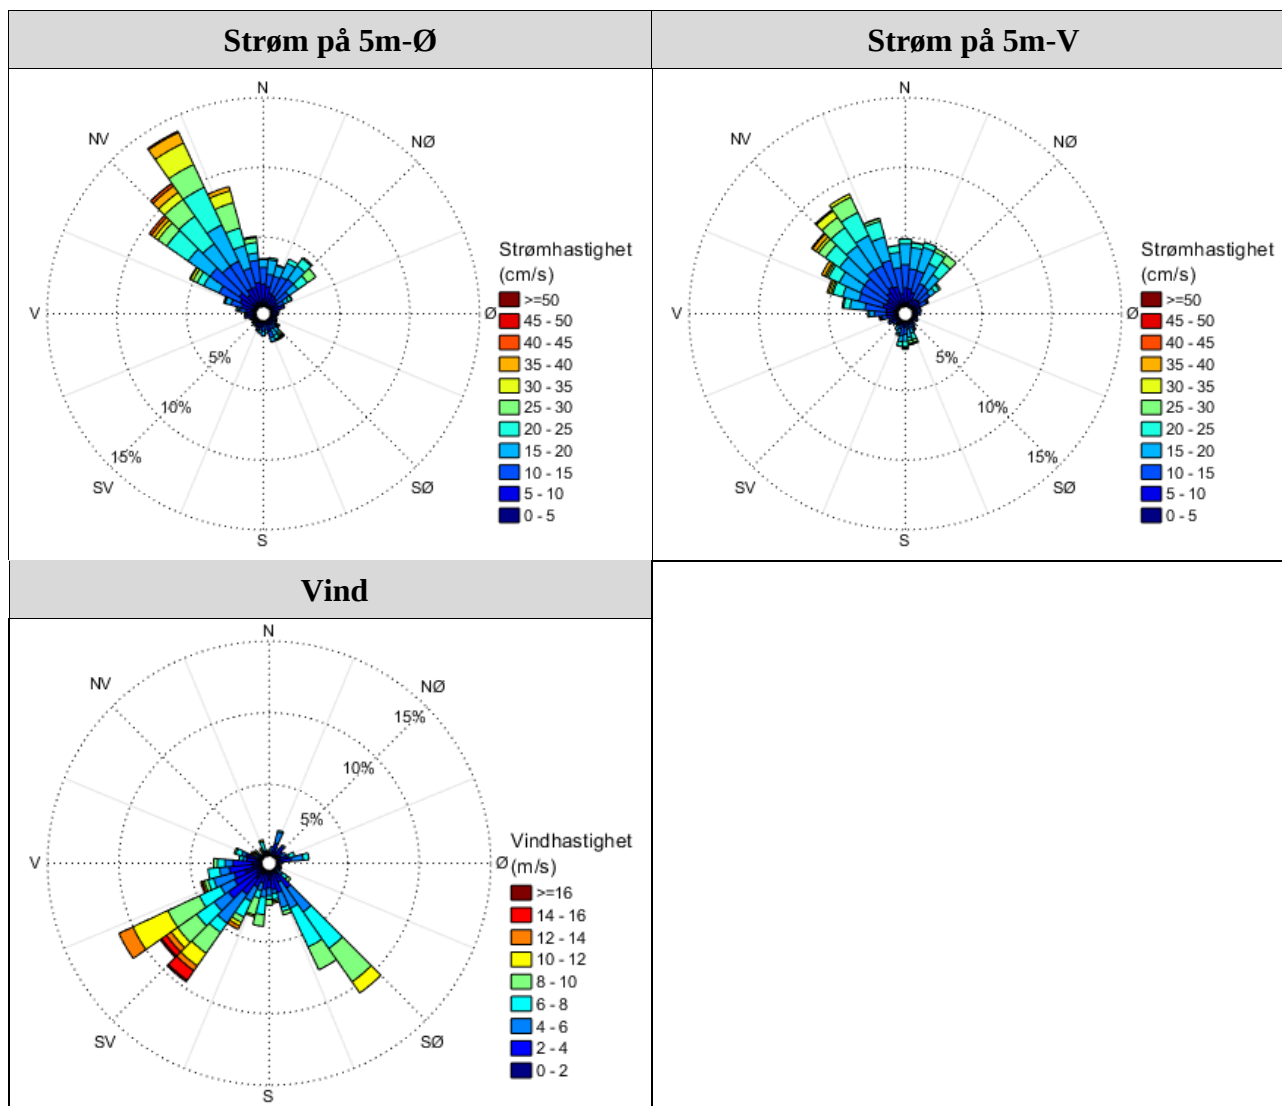 Strøm på 5m-Ø
Strøm på 5m-V
N
NV
NØ
V
Ø
5%
10%
15%
SV
SØ
S
Strømhastighet
(cm/s)
>=50
45 - 50
40 - 45
35 - 40
30 - 35
25 - 30
20 - 25
15 - 20
10 - 15
5 - 10
0 - 5
N
NV
NØ
V
Ø
5%
10%
15%
SV
SØ
S
Strømhastighet
(cm/s)
>=50
45 - 50
40 - 45
35 - 40
30 - 35
25 - 30
20 - 25
15 - 20
10 - 15
5 - 10
0 - 5
Vind
N
NV
NØ
15%
10%
5%
V
Ø
SV
SØ
S
Vindhastighet
(m/s)
>=16
14 - 16
12 - 14
10 - 12
8 - 10
6 - 8
4 - 6
2 - 4
0 - 2